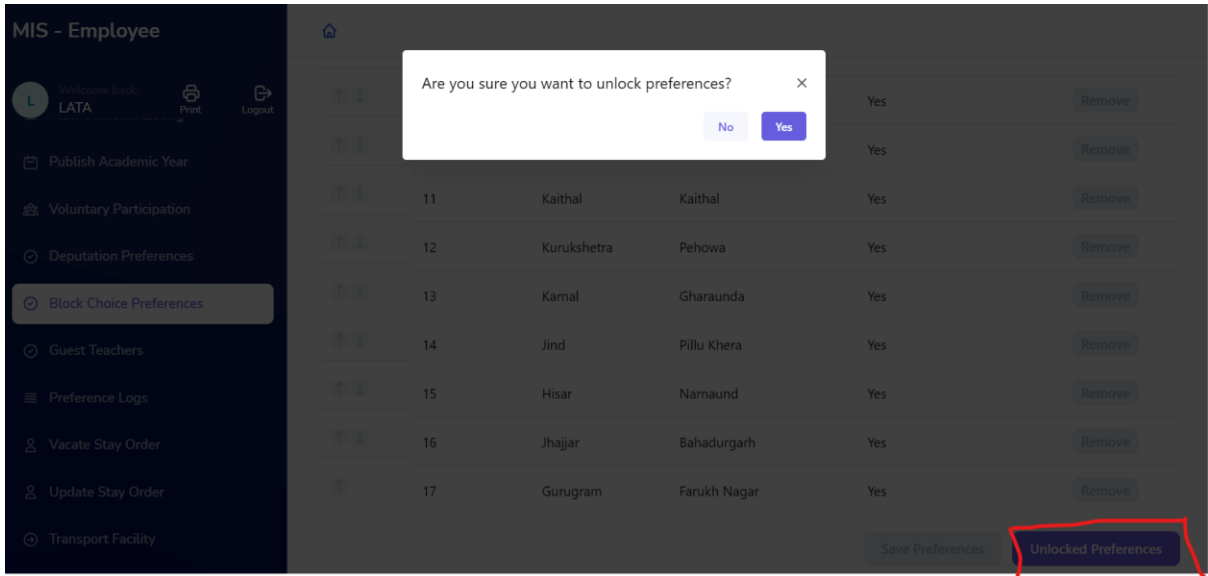 MIS - Employee
Welcome back,
LATA
Print
Logout
Publish Academic Year
Voluntary Participation
Deputation Preferences
Block Choice Preferences
Guest Teachers
Preference Logs
Vacate Stay Order
Update Stay Order
Transport Facility
Are you sure you want to unlock preferences?
No Yes
Yes Remove
Yes Remove
11 Kaithal Kaithal Yes Remove
12 Kurukshetra Pehowa Yes Remove
13 Karnal Gharaunda Yes Remove
14 Jind Pillu Khera Yes Remove
15 Hisar Narnaund Yes Remove
16 Jhajjar Bahadurgarh Yes Remove
17 Gurugram Farukh Nagar Yes Remove
Save Preferences Unlocked Preferences